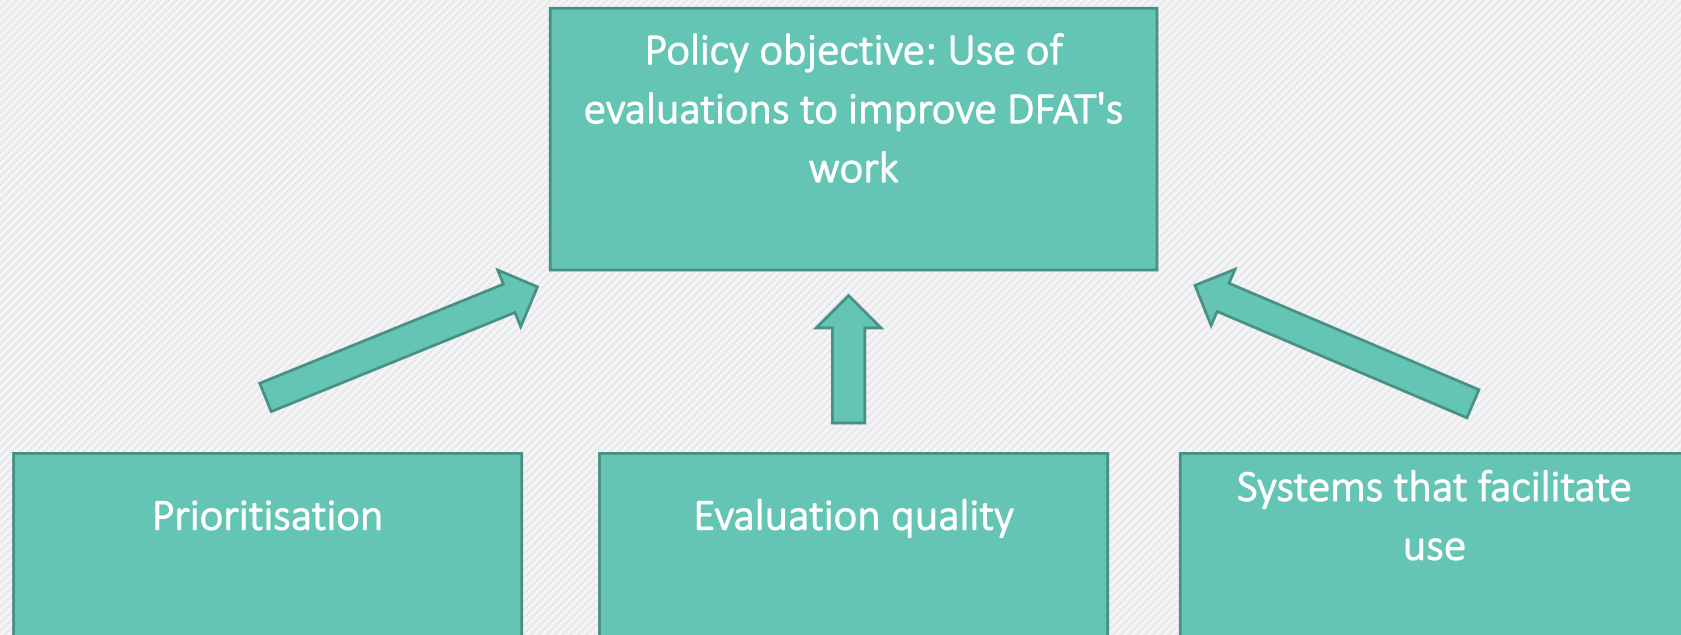 Policy objective: Use of
evaluations to improve DFAT's
work
Prioritisation
Evaluation quality
Systems that facilitate
use